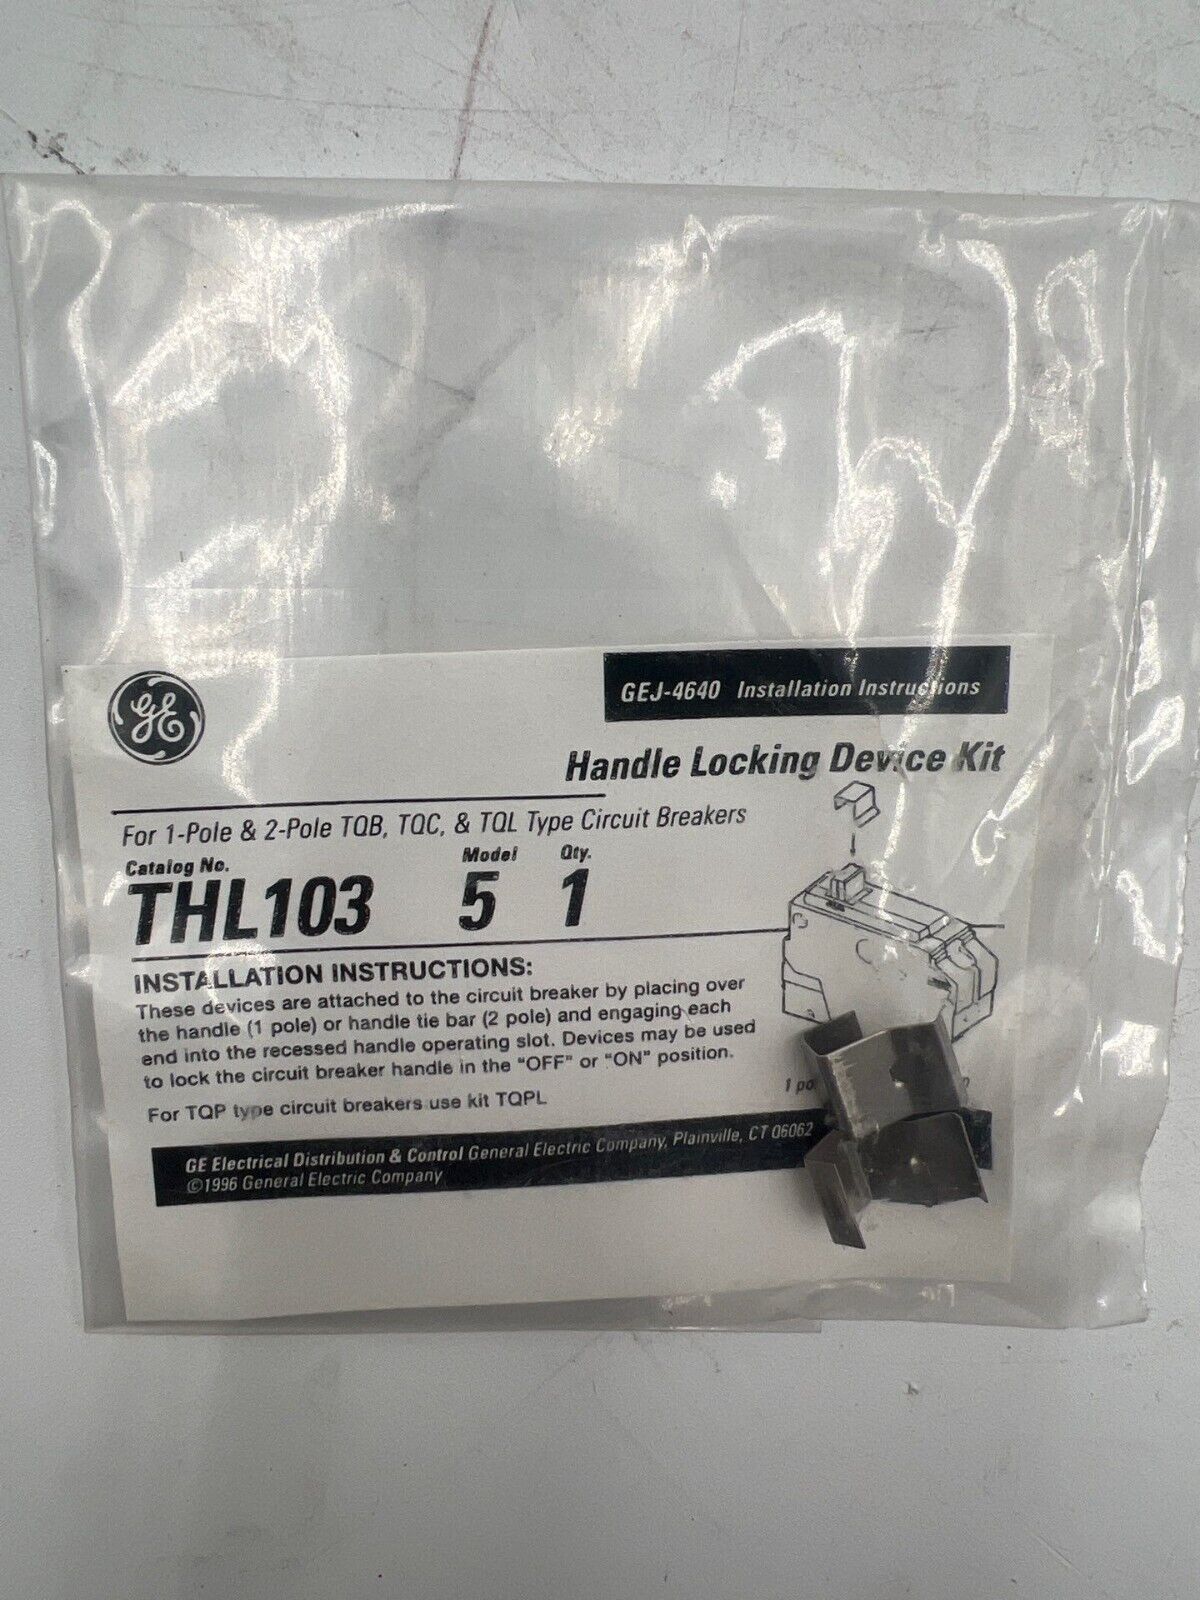 GE
GEJ-4640 Installation Instructions
Handle Locking Device Kit
For 1-Pole & 2-Pole TQB, TQC, & TQL Type Circuit Breakers
Catalog No. Model Qty.
THL103 5 1
INSTALLATION INSTRUCTIONS:
These devices are attached to the circuit breaker by placing over
the handle (1 pole) or handle tie bar (2 pole) and engaging each
end into the recessed handle operating slot. Devices may be used
to lock the circuit breaker handle in the "OFF" or "ON" position.
1 po
For TQP type circuit breakers use kit TQPL
GE Electrical Distribution & Control General Electric Company, Plainville, CT 06062
©1996 General Electric Company